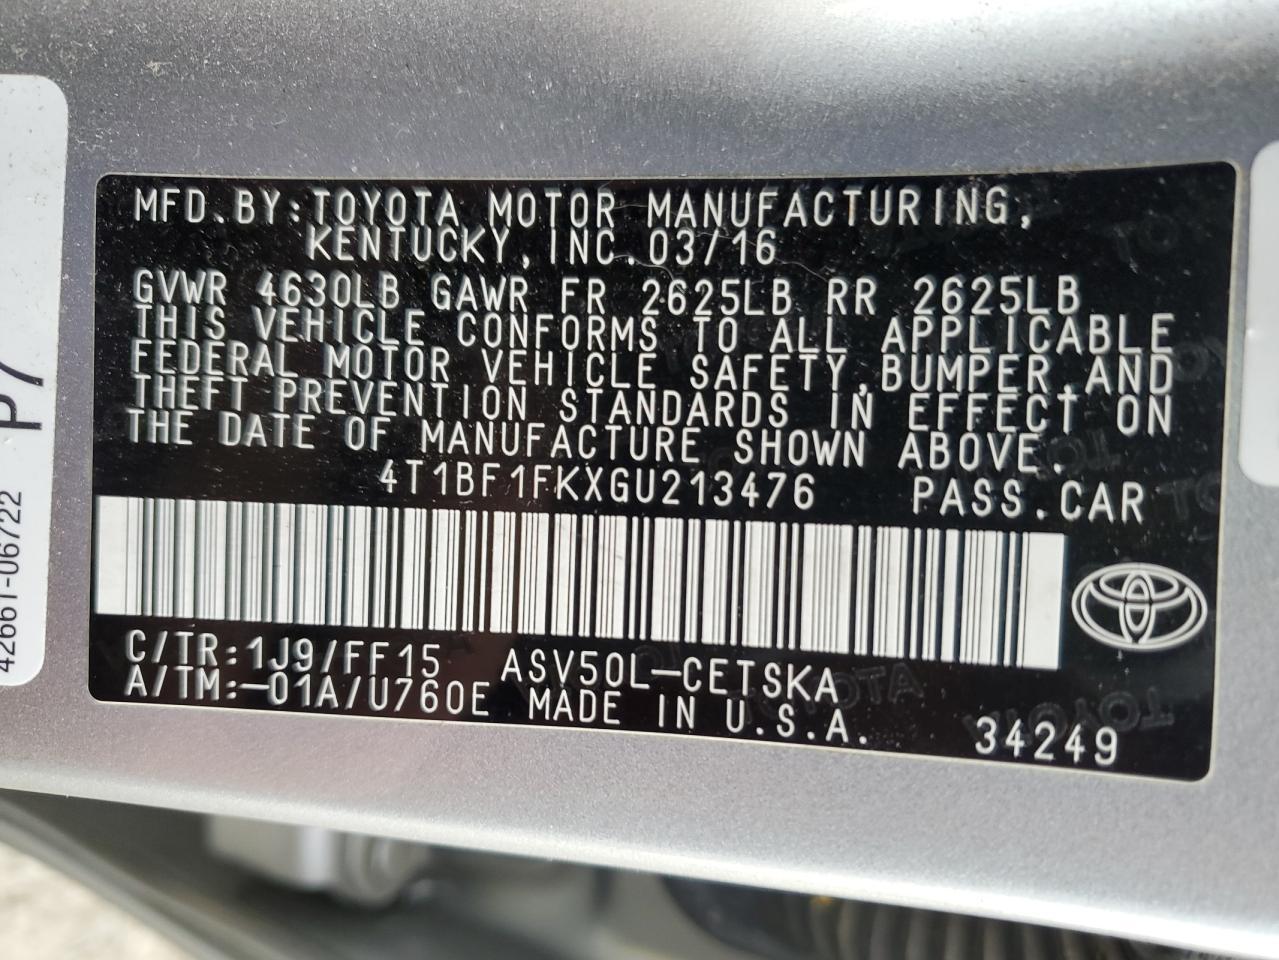 MFD.BY:TOYOTA MOTOR MANUFACTURING,
KENTUCKY,INC.03/16
GVWR 4630LB GAWR FR 2625LB RR 2625LB
THIS VEHICLE CONFORMS TO ALL APPLICABLE
FEDERAL MOTOR VEHICLE SAFETY,BUMPER,AND
THEFT PREVENTION STANDARDS IN EFFECT ON
THE DATE OF MANUFACTURE SHOWN ABOVE.
4T1BF1FKXGU213476 PASS.CAR
C/TR:1J9/FF15 ASV50L-CETSKA
A/TM:-01A/U760E MADE IN U.S.A.
34249
42661-06722